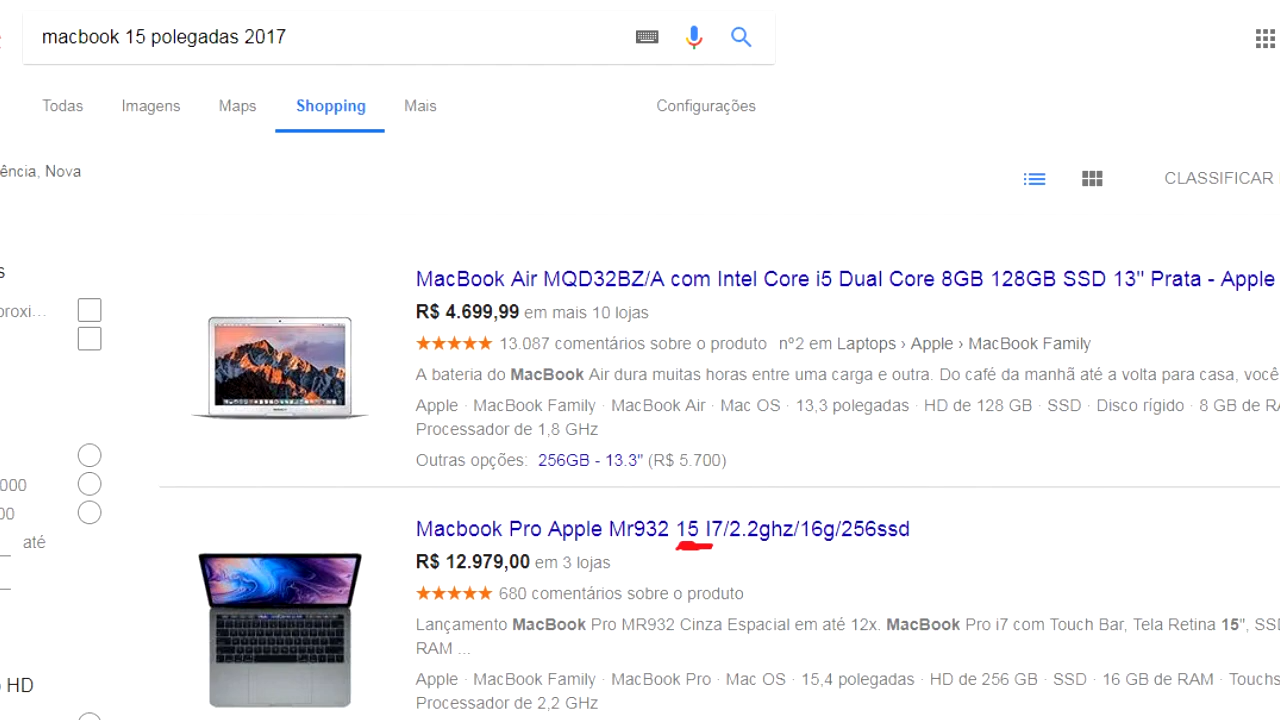 macbook 15 polegadas 2017
Todas Imagens Maps Shopping Mais Configurações
ência, Nova
CLASSIFICAR
s
MacBook Air MQD32BZ/A com Intel Core i5 Dual Core 8GB 128GB SSD 13" Prata - Apple
oroxi...
R$ 4.699,99 em mais 10 lojas
★★★★★ 13.087 comentários sobre o produto nº2 em Laptops › Apple › MacBook Family
A bateria do MacBook Air dura muitas horas entre uma carga e outra. Do café da manhã até a volta para casa, você
Apple · MacBook Family · MacBook Air · Mac OS · 13,3 polegadas · HD de 128 GB · SSD · Disco rígido · 8 GB de RA
Processador de 1,8 GHz
Outras opções: 256GB - 13.3" (R$ 5.700)
000
00
até
Macbook Pro Apple Mr932 15 I7/2.2ghz/16g/256ssd
R$ 12.979,00 em 3 lojas
★★★★★ 680 comentários sobre o produto
Lançamento MacBook Pro MR932 Cinza Espacial em até 12x. MacBook Pro i7 com Touch Bar, Tela Retina 15", SSD
RAM ...
Apple · MacBook Family · MacBook Pro · Mac OS · 15,4 polegadas · HD de 256 GB · SSD · 16 GB de RAM · Touchs
Processador de 2,2 GHz
HD